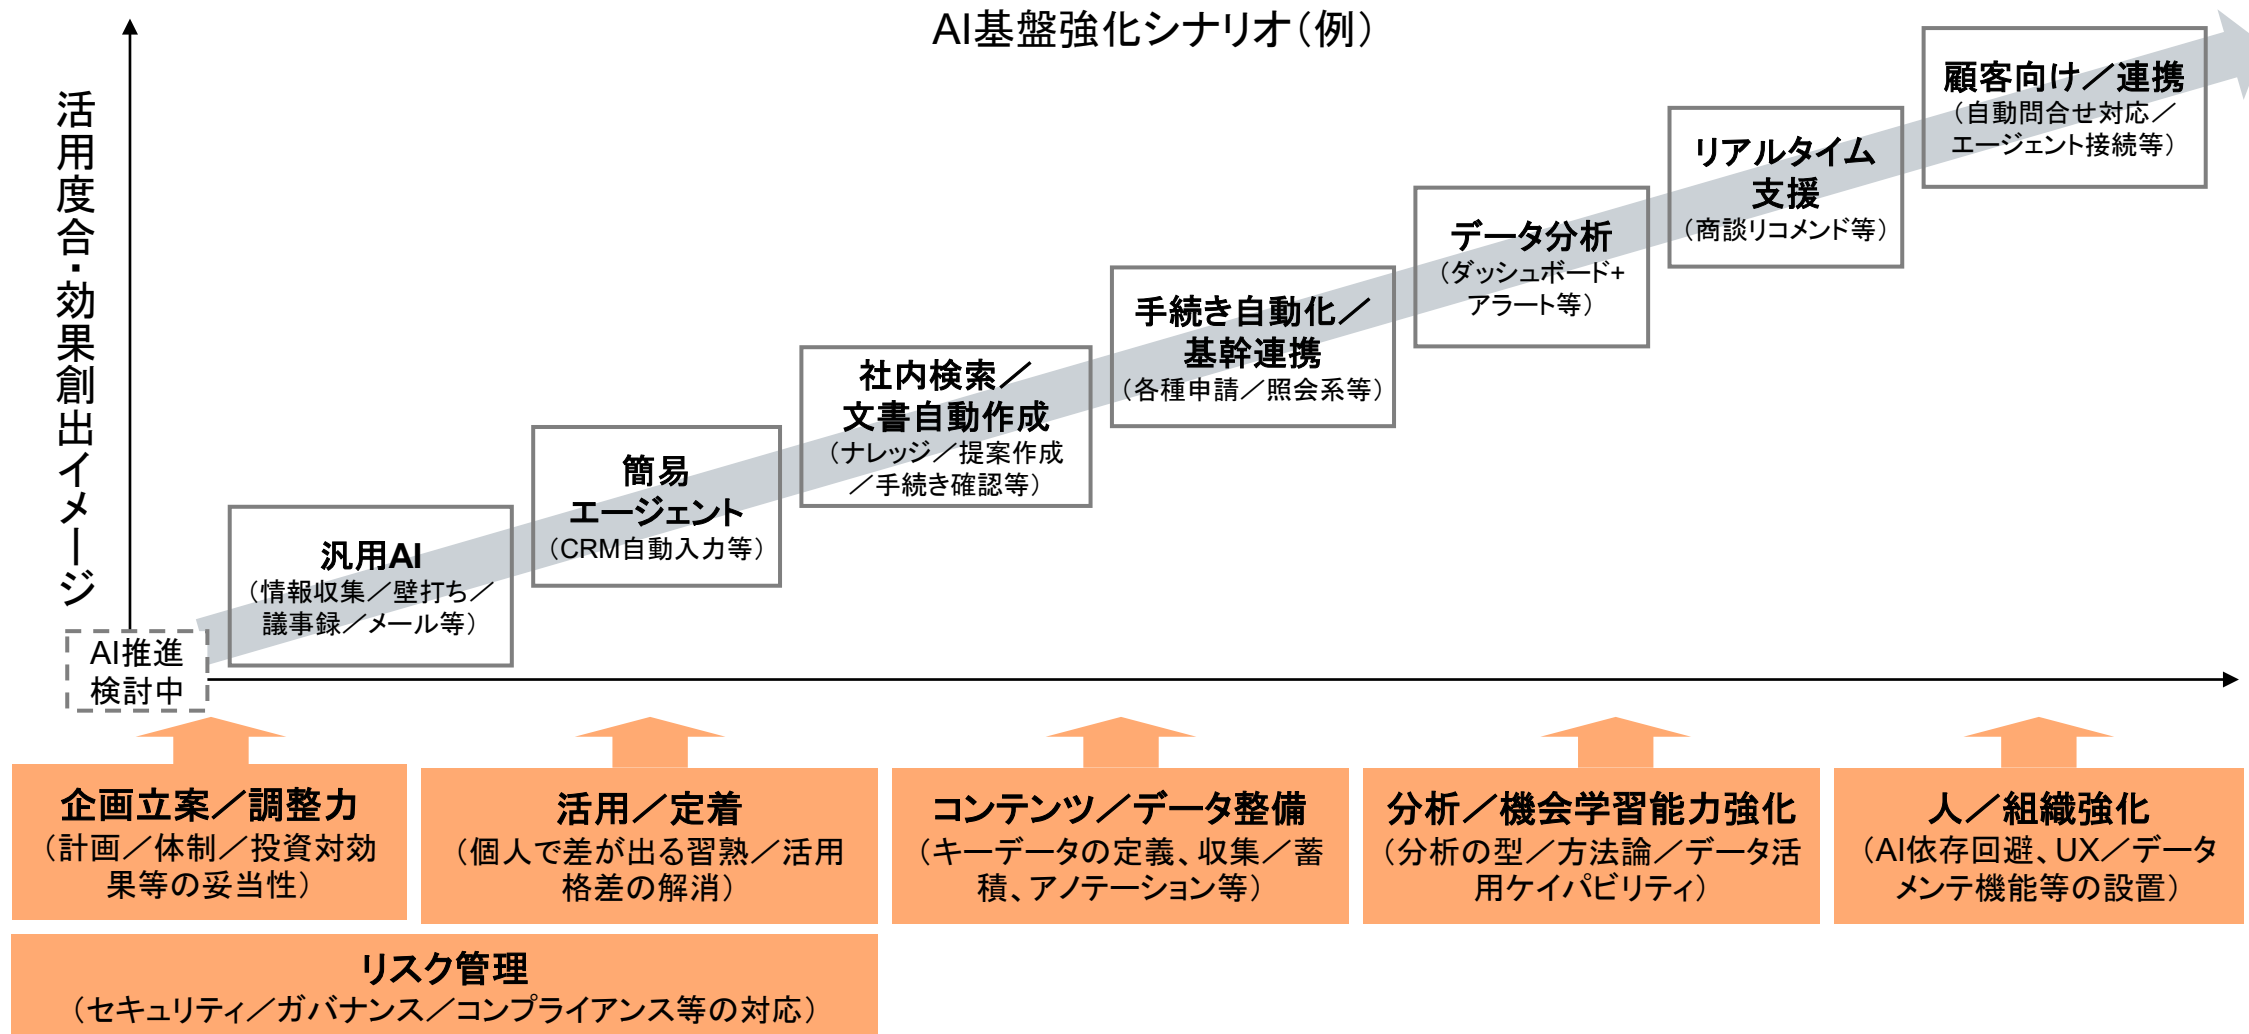 AI基盤強化シナリオ（例）
活用度合・効果創出イメージ
AI推進
検討中
汎用AI
（情報収集／壁打ち／
議事録／メール等）
簡易
エージェント
（CRM自動入力等）
社内検索／
文書自動作成
（ナレッジ／提案作成
／手続き確認等）
手続き自動化／
基幹連携
（各種申請／照会系等）
データ分析
（ダッシュボード+
アラート等）
リアルタイム
支援
（商談リコメンド等）
顧客向け／連携
（自動問合せ対応／
エージェント接続等）
企画立案／調整力
（計画／体制／投資対効
果等の妥当性）
活用／定着
（個人で差が出る習熟／活用
格差の解消）
コンテンツ／データ整備
（キーデータの定義、収集／蓄
積、アノテーション等）
分析／機会学習能力強化
（分析の型／方法論／データ活
用ケイパビリティ）
人／組織強化
（AI依存回避、UX／データ
メンテ機能等の設置）
リスク管理
（セキュリティ／ガバナンス／コンプライアンス等の対応）